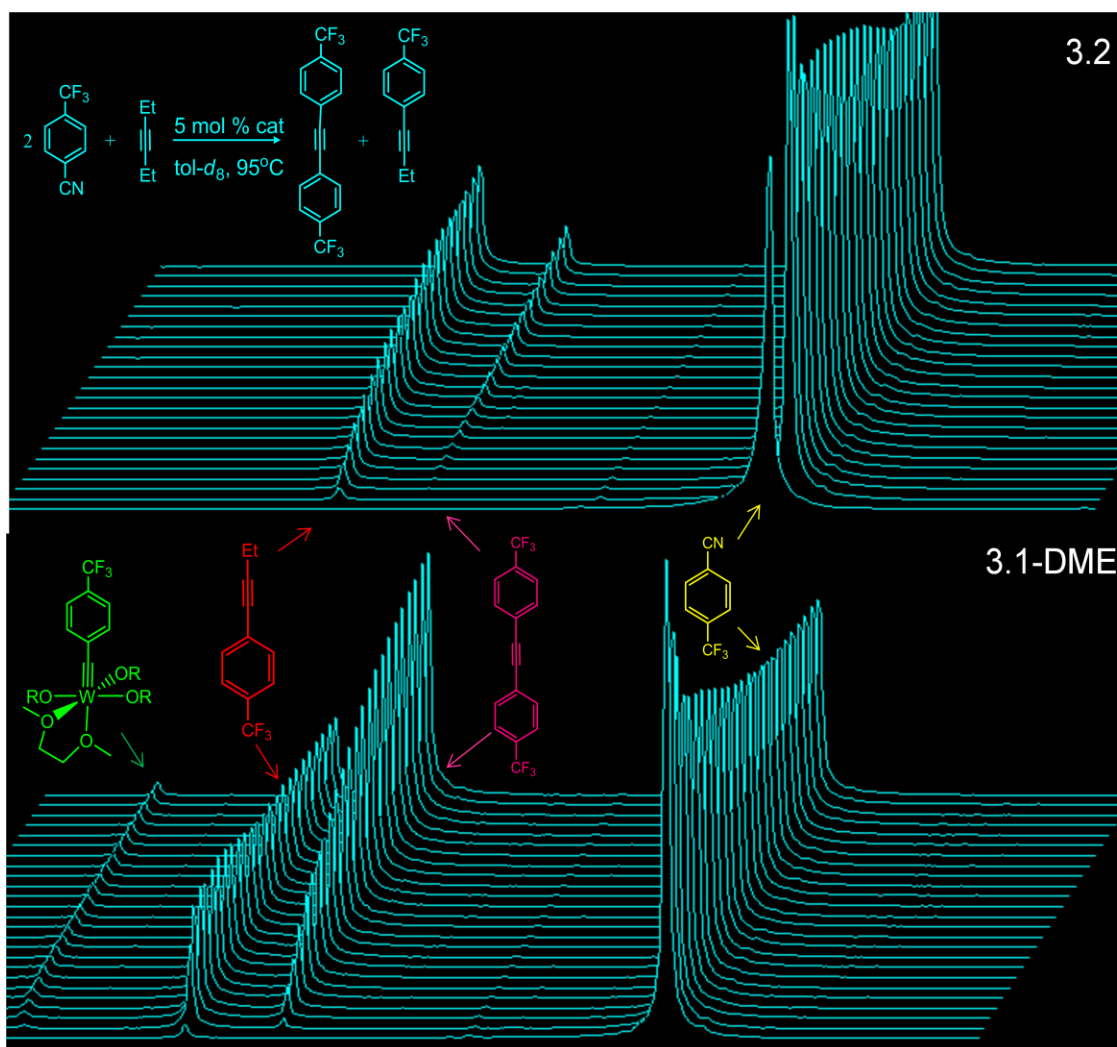 3.2
CF3
CF3
CF3
Et
2
+
5 mol % cat
+
tol-d8, 95oC
Et
CN
Et
CF3
3.1-DME
CF3
Et
CF3
CN
OR
RO
W
OR
O
O
CF3
CF3
CF3